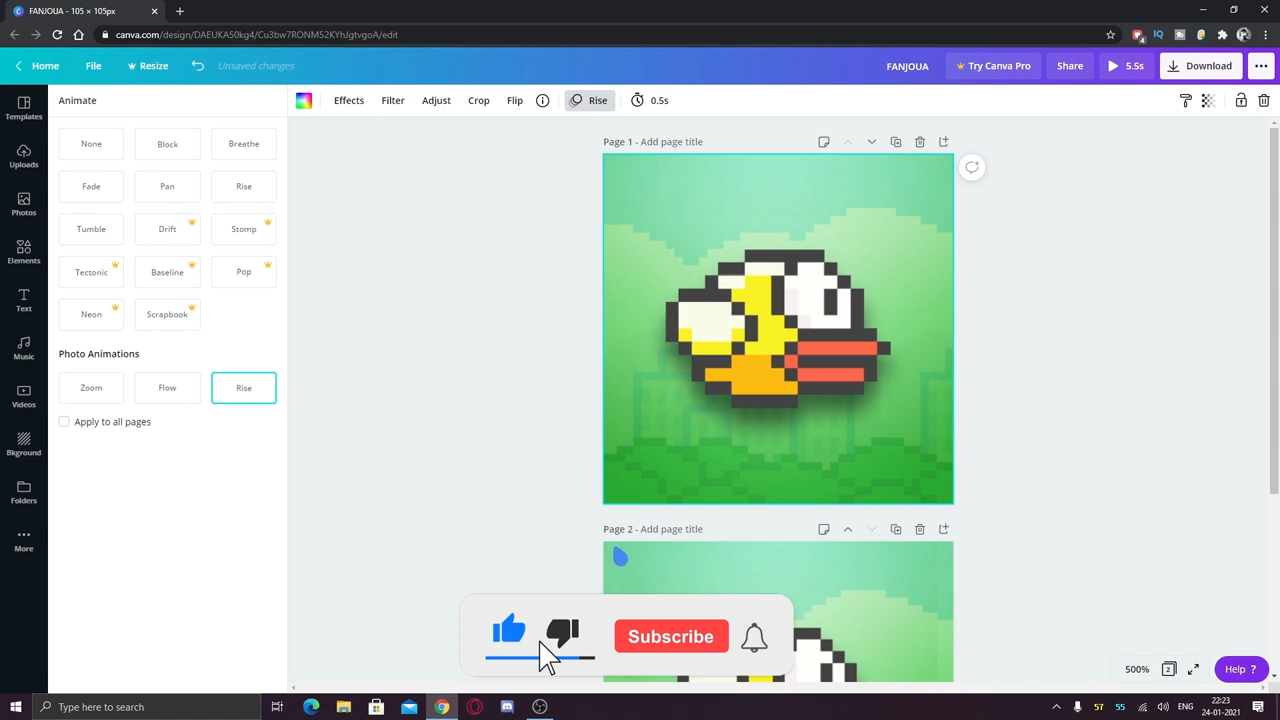 FANJOUA - 105 × 105px
canva.com/design/DAEUKA50kg4/Cu3bw7RONM52KYhJgtvgoA/edit
Home
File
Resize
Unsaved changes
FANJOUA
Try Canva Pro
Share
5.5s
Download
Animate
Effects
Filter
Adjust
Crop
Flip
Rise
0.5s
Templates
Uploads
Photos
Elements
Text
Music
Videos
Bkground
Folders
More
None
Block
Breathe
Fade
Pan
Rise
Tumble
Drift
Stomp
Tectonic
Baseline
Pop
Neon
Scrapbook
Photo Animations
Zoom
Flow
Rise
Apply to all pages
Page 1 - Add page title
Page 2 - Add page title
Subscribe
500%
2
Help ?
Type here to search
57
55
ENG
22:23
24-01-2021